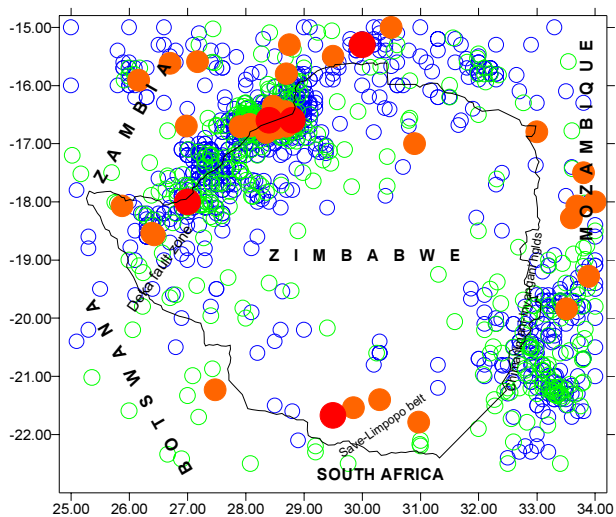 -15.00
-16.00
-17.00
-18.00
-19.00
-20.00
-21.00
-22.00
ZAMBIA
MOZAMBIQUE
ZIMBABWE
Deka fault zone
BOTSWANA
Save-Limpopo belt
SOUTH AFRICA
25.00 26.00 27.00 28.00 29.00 30.00 31.00 32.00 33.00 34.00